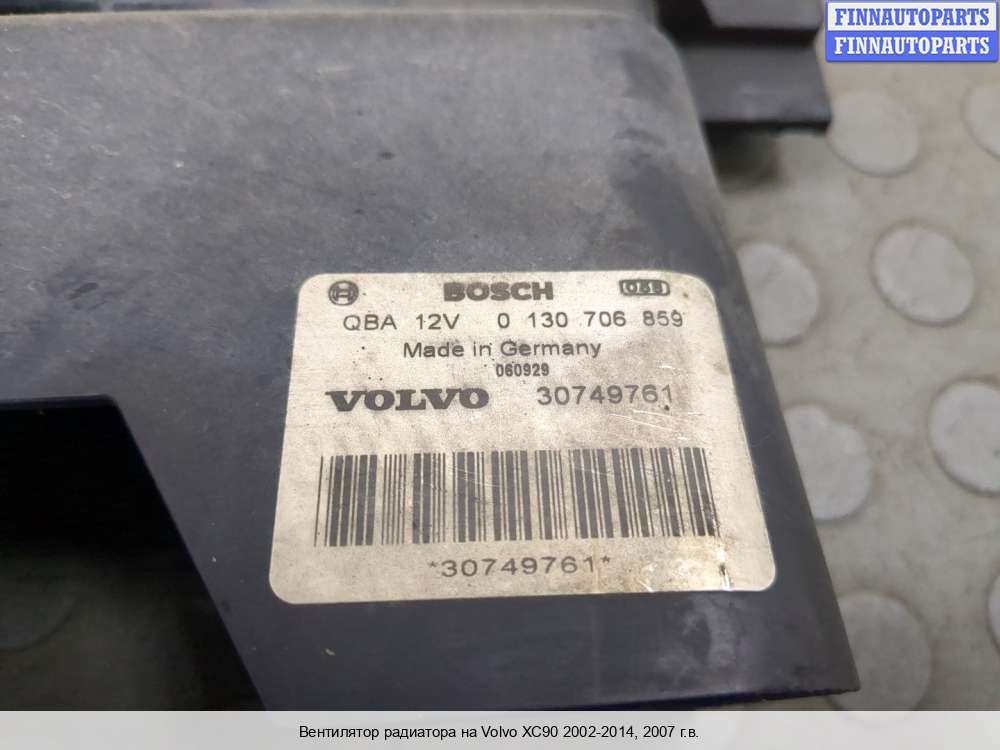 FINNAUTOPARTS
FINNAUTOPARTS
BOSCH
QBA 12V 0 130 706 859
Made in Germany
060929
VOLVO 30749761
*30749761*
Вентилятор радиатора на Volvo XC90 2002-2014, 2007 г.в.